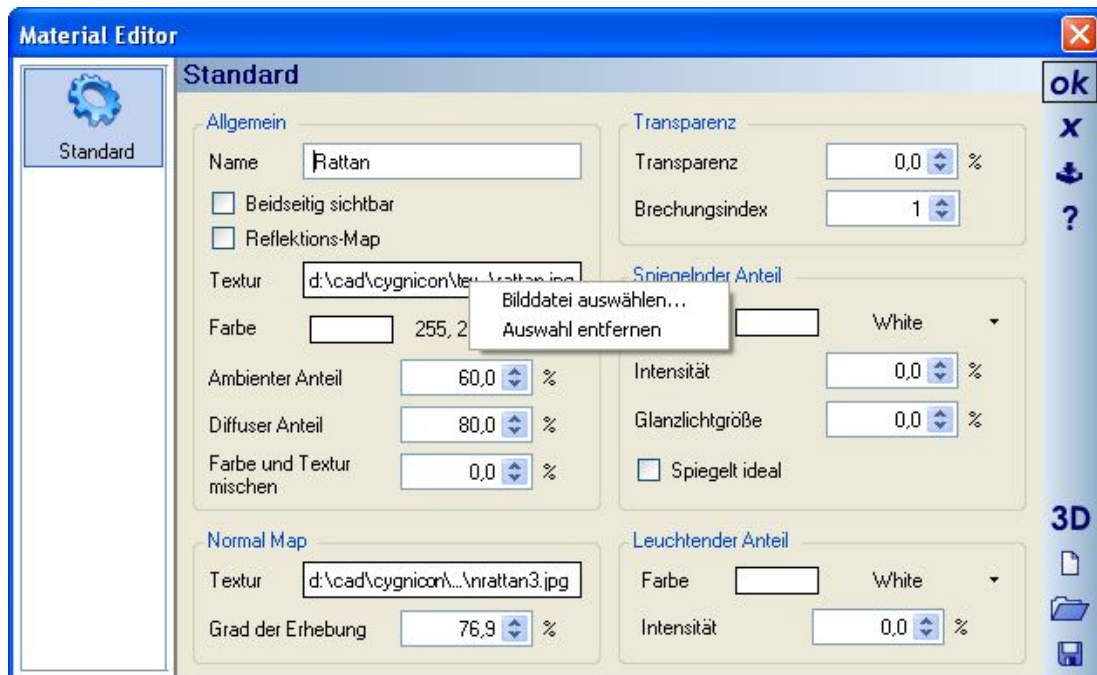 Material Editor
Standard
Standard
Allgemein
Name Rattan
Beidseitig sichtbar
Reflektions-Map
Textur d:\cad\cygnicon\
Farbe 255, 2
Ambienter Anteil 60,0 %
Diffuser Anteil 80,0 %
Farbe und Textur
mischen 0,0 %
Normal Map
Textur d:\cad\cygnicon\...\nrattan3.jpg
Grad der Erhebung 76,9 %
Bilddatei auswählen...
Auswahl entfernen
Transparenz
Transparenz 0,0 %
Brechungsindex 1
Spiegelnder Anteil
White
Intensität 0,0 %
Glanzlichtgröße 0,0 %
Spiegelt ideal
Leuchtender Anteil
Farbe White
Intensität 0,0 %
ok
x
?
3D